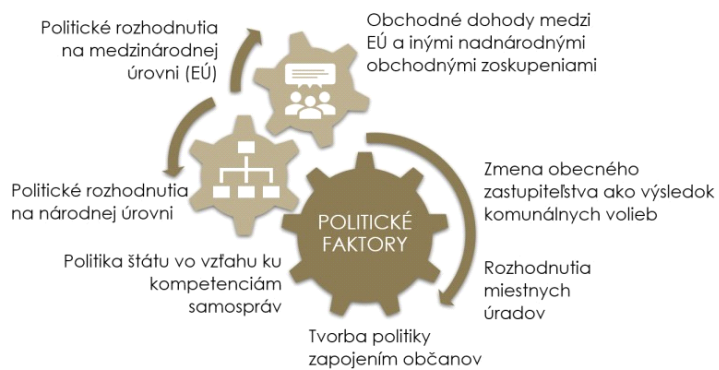 Politické rozhodnutia
na medzinárodnej
úrovni (EÚ)
Obchodné dohody medzi
EÚ a inými nadnárodnými
obchodnými zoskupeniami
Politické rozhodnutia
na národnej úrovni
Zmena obecného
zastupiteľstva ako výsledok
komunálnych volieb
POLITICKÉ
FAKTORY
Politika štátu vo vzťahu ku
kompetenciám
samospráv
Rozhodnutia
miestnych
úradov
Tvorba politiky
zapojením občanov